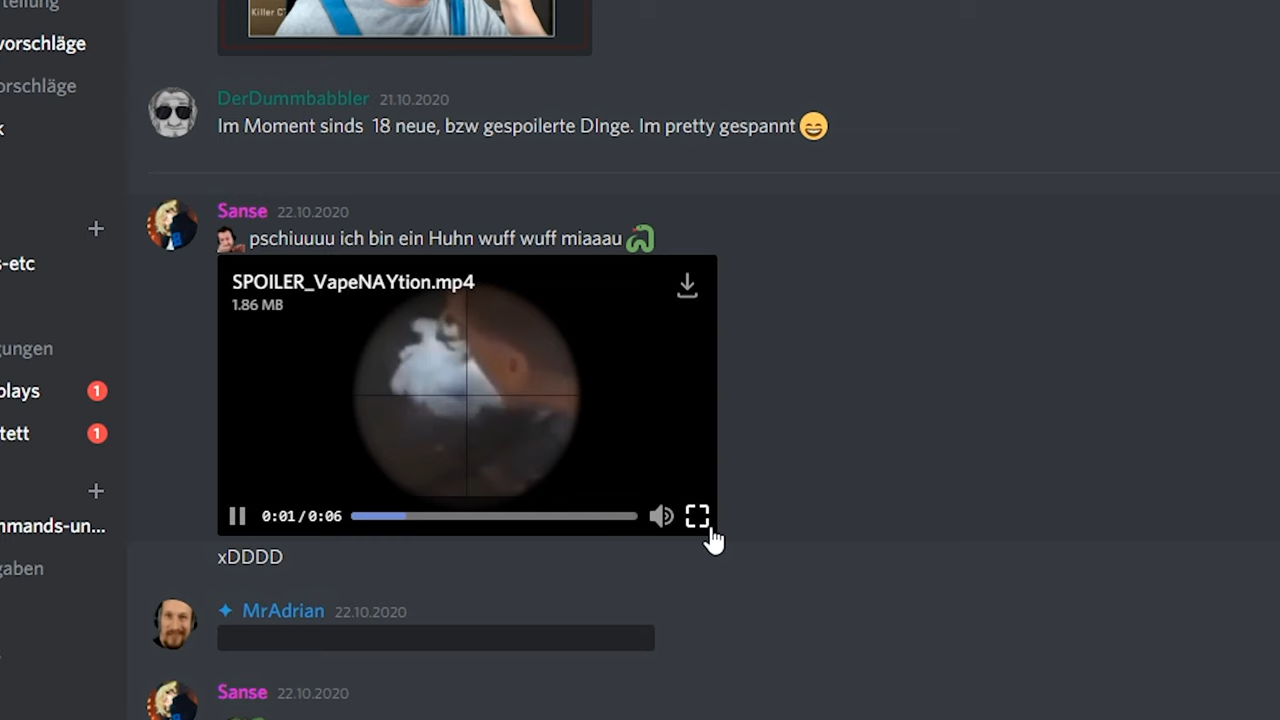 Killer
DerDummbabbler 21.10.2020
Im Moment sinds 18 neue, bzw gespoilerte DInge. Im pretty gespannt
Sanse 22.10.2020
pschiuuuu ich bin ein Huhn wuff wuff miaaau
SPOILER_VapeNAYtion.mp4
1.86 MB
0:01/0:06
xDDDD
MrAdrian 22.10.2020
Sanse 22.10.2020
teilung
vorschläge
orschläge
k
s-etc
gungen
plays 1
tett 1
mmands-un...
gaben